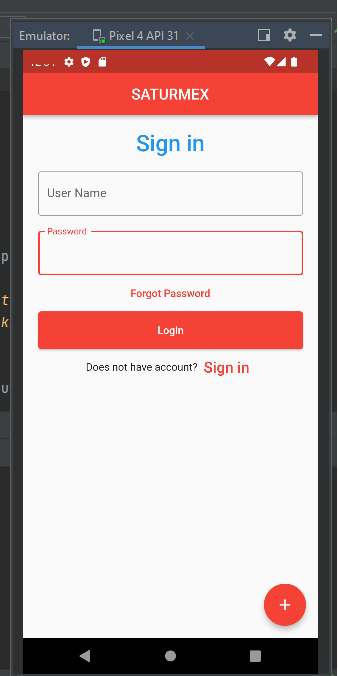 Emulator: Pixel 4 API 31
SATURMEX
Sign in
User Name
Password
Forgot Password
Login
Does not have account? Sign in
p
t
k
u